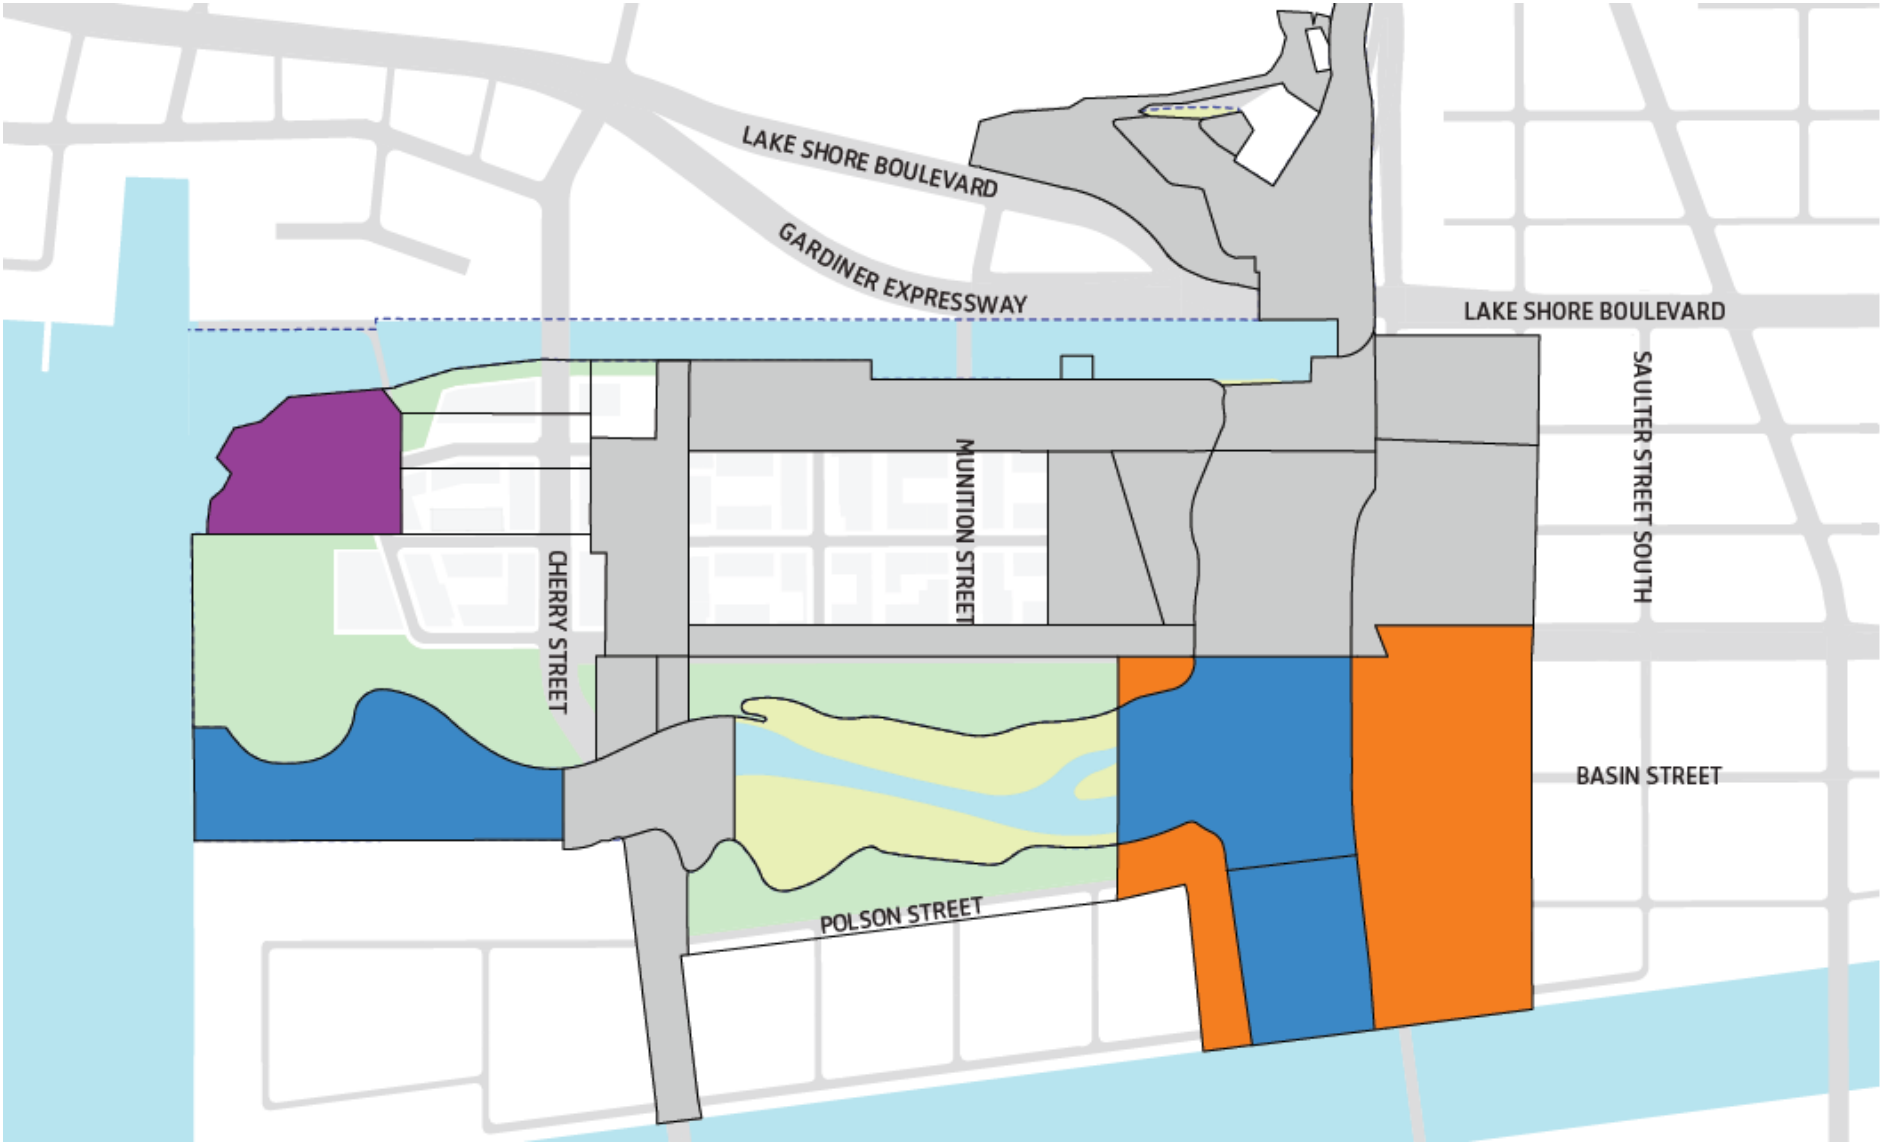 LAKE SHORE BOULEVARD
GARDINER EXPRESSWAY
LAKE SHORE BOULEVARD
SAULTER STREET SOUTH
MUNITION STREET
CHERRY STREET
BASIN STREET
POLSON STREET